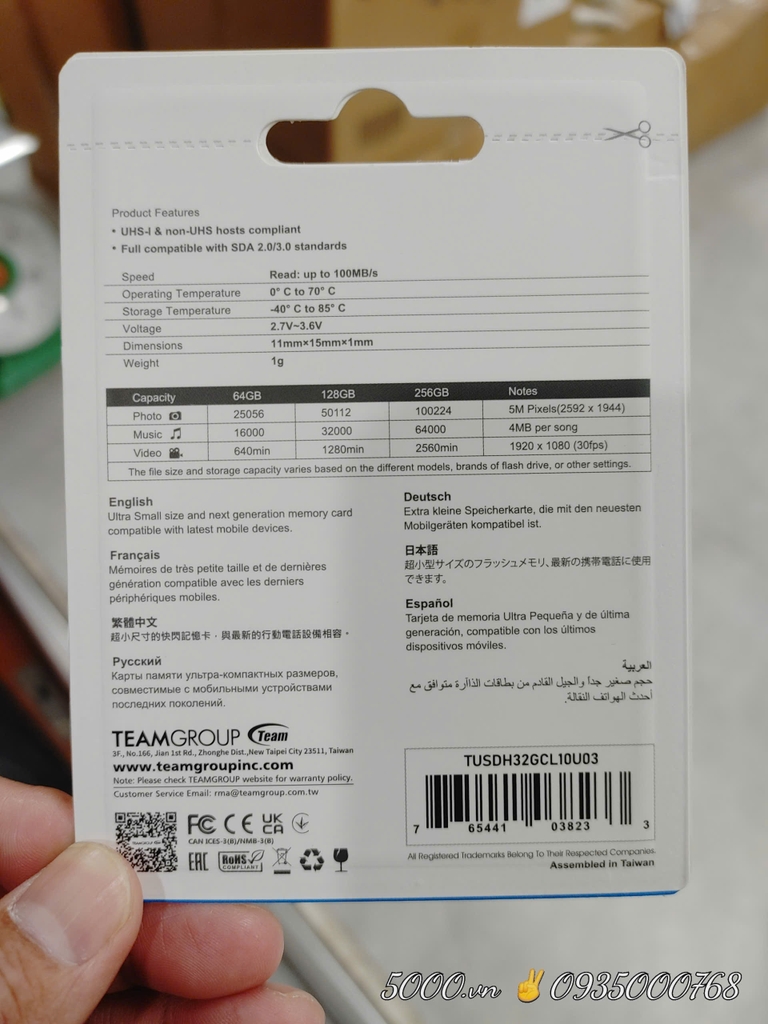 Product Features
• UHS-I & non-UHS hosts compliant
• Full compatible with SDA 2.0/3.0 standards
Speed Read: up to 100MB/s
Operating Temperature 0° C to 70° C
Storage Temperature -40° C to 85° C
Voltage 2.7V~3.6V
Dimensions 11mm×15mm×1mm
Weight 1g
Capacity 64GB 128GB 256GB Notes
Photo 25056 50112 100224 5M Pixels(2592 x 1944)
Music 16000 32000 64000 4MB per song
Video 640min 1280min 2560min 1920 x 1080 (30fps)
The file size and storage capacity varies based on the different models, brands of flash drive, or other settings.
English
Ultra Small size and next generation memory card
compatible with latest mobile devices.
Français
Mémoires de très petite taille et de dernières
génération compatible avec les derniers
périphériques mobiles.
繁體中文
超小尺寸的快閃記憶卡，與最新的行動電話設備相容。
Русский
Карты памяти ультра-компактных размеров,
совместимые с мобильными устройствами
последних поколений.
Deutsch
Extra kleine Speicherkarte, die mit den neuesten
Mobilgeräten kompatibel ist.
日本語
超小型サイズのフラッシュメモリ、最新の携帯電話に使用
できます。
Español
Tarjeta de memoria Ultra Pequeña y de última
generación, compatible con los últimos
dispositivos móviles.
العربية
حجم صغير جداً والجيل القادم من بطاقات الذاارة متوافق مع
أحدث الهواتف النقالة.
TEAMGROUP Team
3F., No.166, Jian 1st Rd., Zhonghe Dist.,New Taipei City 23511, Taiwan
www.teamgroupinc.com
Note: Please check TEAMGROUP website for warranty policy.
Customer Service Email: rma@teamgroup.com.tw
FC CE UK CA
CAN ICES-3(B)/NMB-3(B)
EAC RoHS COMPLIANT
TUSDH32GCL10U03
7 65441 03823 3
All Registered Trademarks Belong To Their Respected Companies.
Assembled in Taiwan
5000.vn ✌ 0935000768